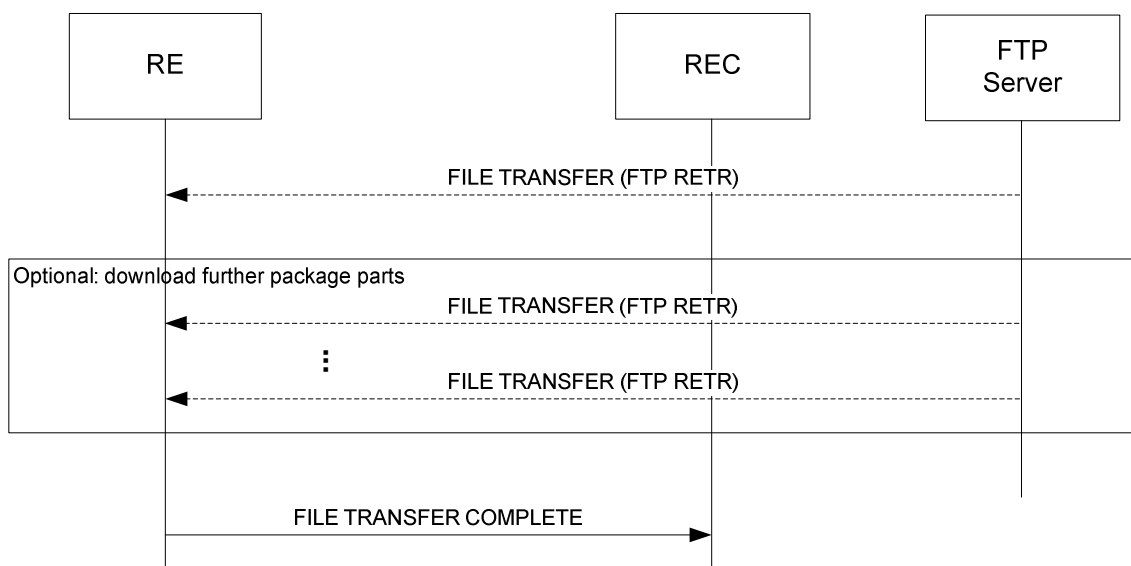 RE
REC
FTP
Server
FILE TRANSFER (FTP RETR)
Optional: download further package parts
FILE TRANSFER (FTP RETR)
FILE TRANSFER (FTP RETR)
FILE TRANSFER COMPLETE